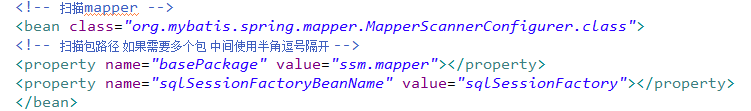 <!-- 扫描mapper -->
<bean class="org.mybatis.spring.mapper.MapperScannerConfigurer.class">
<!-- 扫描包路径 如果需要多个包 中间使用半角逗号隔开 -->
<property name="basePackage" value="ssm.mapper"></property>
<property name="sqlSessionFactoryBeanName" value="sqlSessionFactory"></property>
</bean>